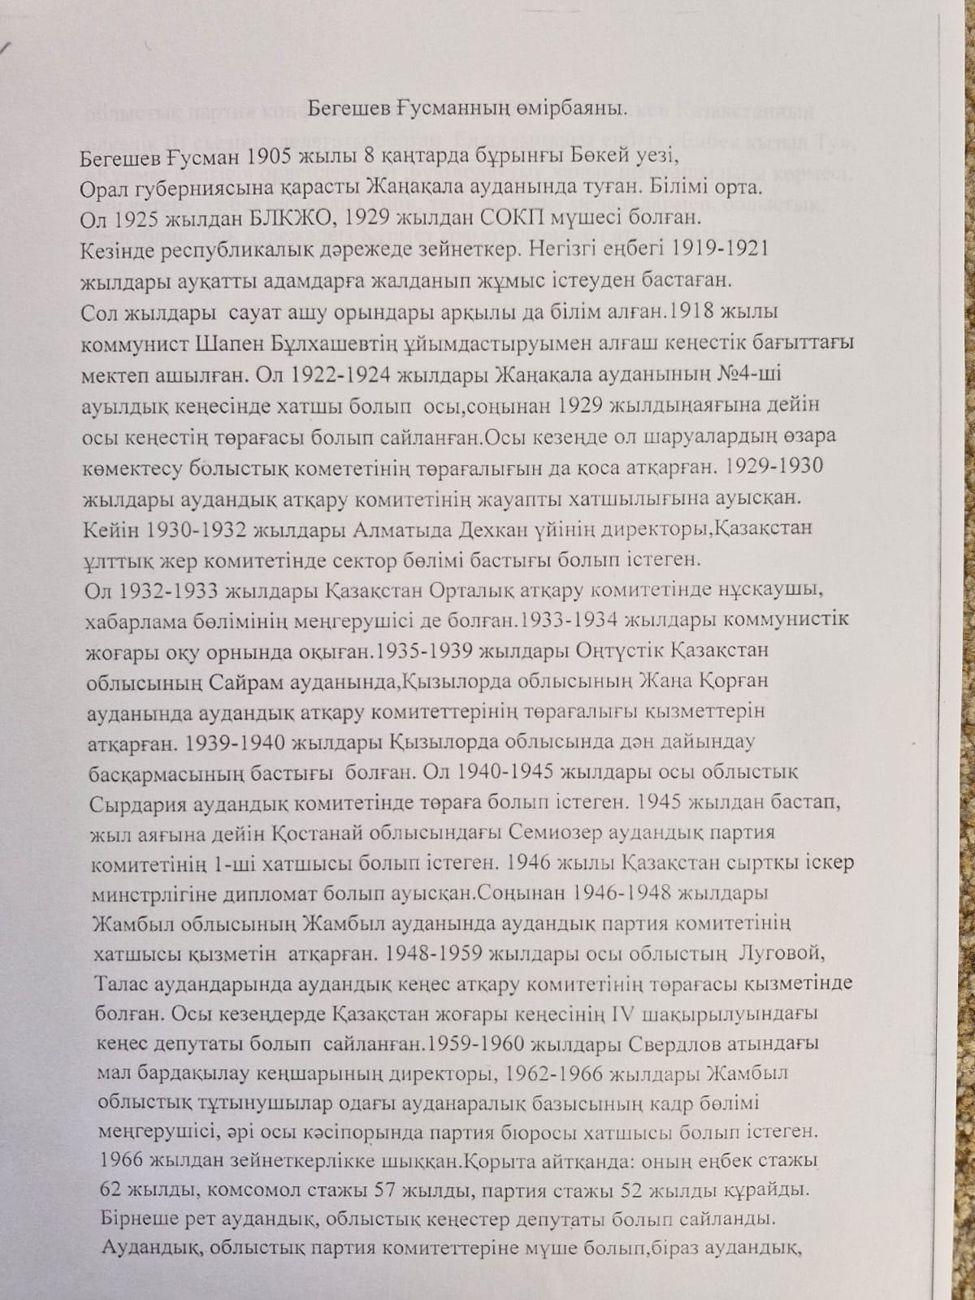 Бегешев Ғусманның өмірбаяны.
Бегешев Ғусман 1905 жылы 8 қаңтарда бұрынғы Бөкей уезі,
Орал губерниясына қарасты Жаңақала ауданында туған. Білімі орта.
Ол 1925 жылдан БЛКЖО, 1929 жылдан СОКП мүшесі болған.
Кезінде республикалық дәрежеде зейнеткер. Негізгі еңбегі 1919-1921
жылдары ауқатты адамдарға жалданып жұмыс істеуден бастаған.
Сол жылдары сауат ашу орындары арқылы да білім алған.1918 жылы
коммунист Шапен Бұлхашевтің ұйымдастыруымен алғаш кеңестік бағыттағы
мектеп ашылған. Ол 1922-1924 жылдары Жаңақала ауданының №4-ші
ауылдық кеңесінде хатшы болып осы,соңынан 1929 жылдыңаяғына дейін
осы кеңестің төрағасы болып сайланған.Осы кезеңде ол шаруалардың өзара
көмектесу болыстық комететінің төрағалығын да қоса атқарған. 1929-1930
жылдары аудандық атқару комитетінің жауапты хатшылығына ауысқан.
Кейін 1930-1932 жылдары Алматыда Дехкан үйінің директоры,Қазақстан
ұлттық жер комитетінде сектор бөлімі бастығы болып істеген.
Ол 1932-1933 жылдары Қазақстан Орталық атқару комитетінде нұсқаушы,
хабарлама бөлімінің меңгерушісі де болған.1933-1934 жылдары коммунистік
жоғары оқу орнында оқыған.1935-1939 жылдары Оңтүстік Қазақстан
облысының Сайрам ауданында,Қызылорда облысының Жаңа Қорған
ауданында аудандық атқару комитеттерінің төрағалығы қызметтерін
атқарған. 1939-1940 жылдары Қызылорда облысында дән дайындау
басқармасының бастығы болған. Ол 1940-1945 жылдары осы облыстық
Сырдария аудандық комитетінде төраға болып істеген. 1945 жылдан бастап,
жыл аяғына дейін Қостанай облысындағы Семиозер аудандық партия
комитетінің 1-ші хатшысы болып істеген. 1946 жылы Қазақстан сыртқы іскер
минстрлігіне дипломат болып ауысқан.Соңынан 1946-1948 жылдары
Жамбыл облысының Жамбыл ауданында аудандық партия комитетінің
хатшысы қызметін атқарған. 1948-1959 жылдары осы облыстың Луговой,
Талас аудандарында аудандық кеңес атқару комитетінің төрағасы қызметінде
болған. Осы кезеңдерде Қазақстан жоғары кеңесінің IV шақырылуындағы
кеңес депутаты болып сайланған.1959-1960 жылдары Свердлов атындағы
мал бардақылау кеңшарының директоры, 1962-1966 жылдары Жамбыл
облыстық тұтынушылар одағы ауданаралық базысының кадр бөлімі
меңгерушісі, әрі осы кәсіпорында партия бюросы хатшысы болып істеген.
1966 жылдан зейнеткерлікке шыққан.Қорыта айтқанда: оның еңбек стажы
62 жылды, комсомол стажы 57 жылды, партия стажы 52 жылды құрайды.
Бірнеше рет аудандық, облыстық кеңестер депутаты болып сайланды.
Аудандық, облыстық партия комитеттеріне мүше болып,біраз аудандық,